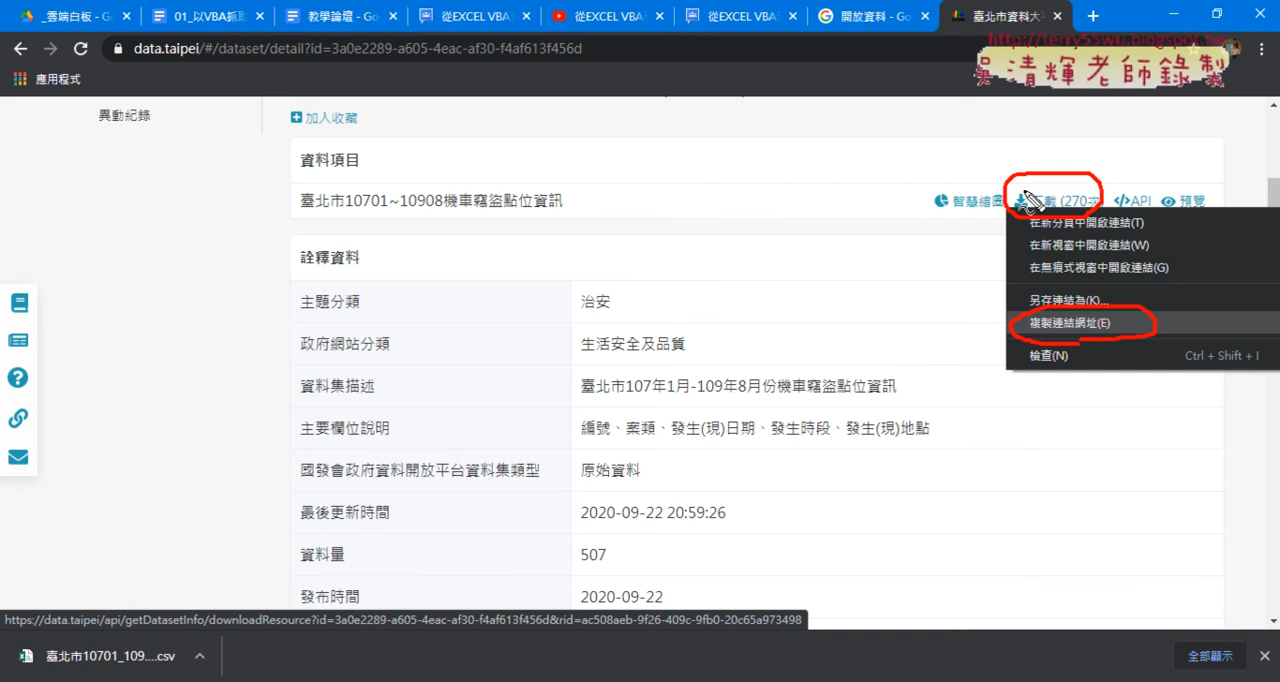 _雲端白板 - Go
01_以VBA抓取
教學論壇 - Go
從EXCEL VBA
從EXCEL VBA
從EXCEL VBA
開放資料 - Go
臺北市資料大平
data.taipei/#/dataset/detail?id=3a0e2289-a605-4eac-af30-f4af613f456d
http://terry55wu.blogspot.tw
應用程式
吳清輝老師錄製
異動紀錄
加入收藏
資料項目
臺北市10701~10908機車竊盜點位資訊
智慧繪圖
下載 (270次
API
預覽
在新分頁中開啟連結(T)
在新視窗中開啟連結(W)
在無痕式視窗中開啟連結(G)
另存連結為(K)...
複製連結網址(E)
檢查(N)
Ctrl + Shift + I
詮釋資料
主題分類 治安
政府網站分類 生活安全及品質
資料集描述 臺北市107年1月-109年8月份機車竊盜點位資訊
主要欄位說明 編號、案類、發生(現)日期、發生時段、發生(現)地點
國發會政府資料開放平台資料集類型 原始資料
最後更新時間 2020-09-22 20:59:26
資料量 507
發布時間 2020-09-22
https://data.taipei/api/getDatasetInfo/downloadResource?id=3a0e2289-a605-4eac-af30-f4af613f456d&rid=ac508aeb-9f26-409c-9fb0-20c65a973498
臺北市10701_109....csv
全部顯示